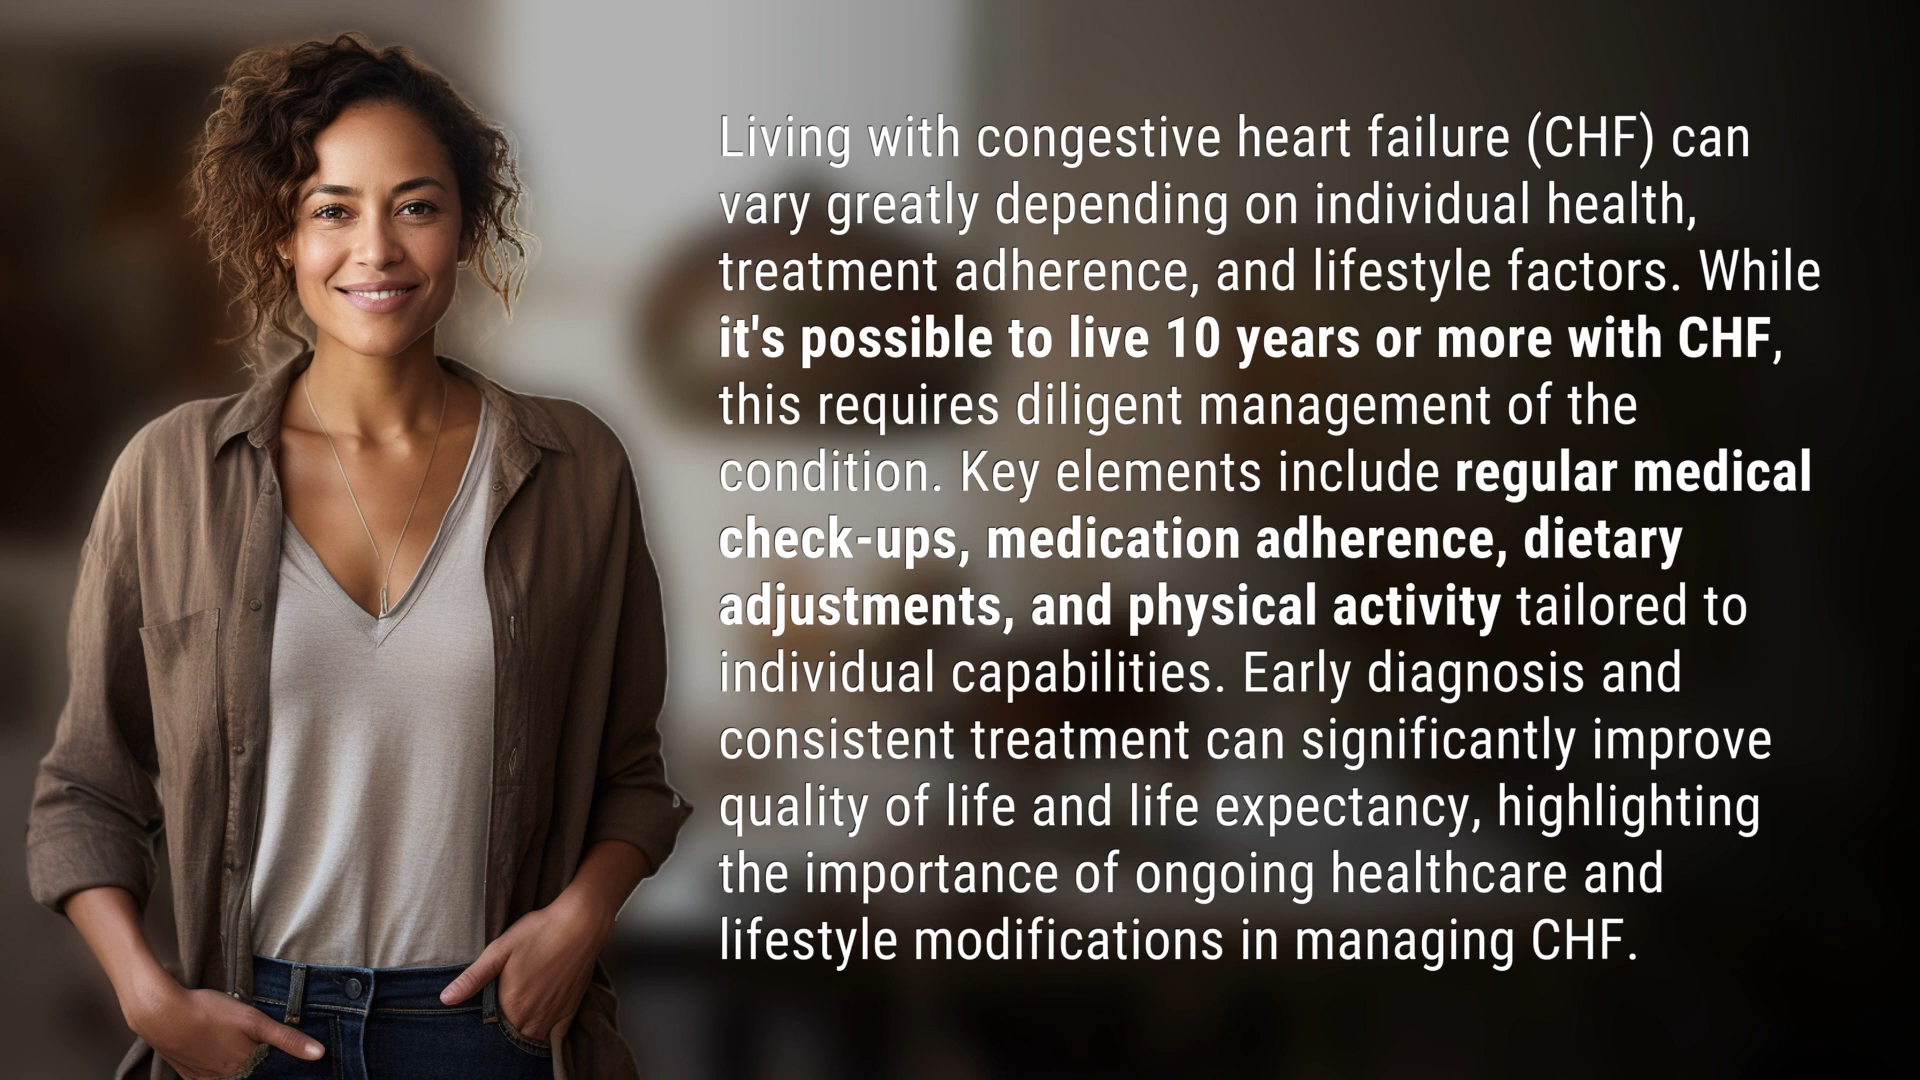 Living with congestive heart failure (CHF) can
vary greatly depending on individual health,
treatment adherence, and lifestyle factors. While
it's possible to live 10 years or more with CHF,
this requires diligent management of the
condition. Key elements include regular medical
check-ups, medication adherence, dietary
adjustments, and physical activity tailored to
individual capabilities. Early diagnosis and
consistent treatment can significantly improve
quality of life and life expectancy, highlighting
the importance of ongoing healthcare and
lifestyle modifications in managing CHF.